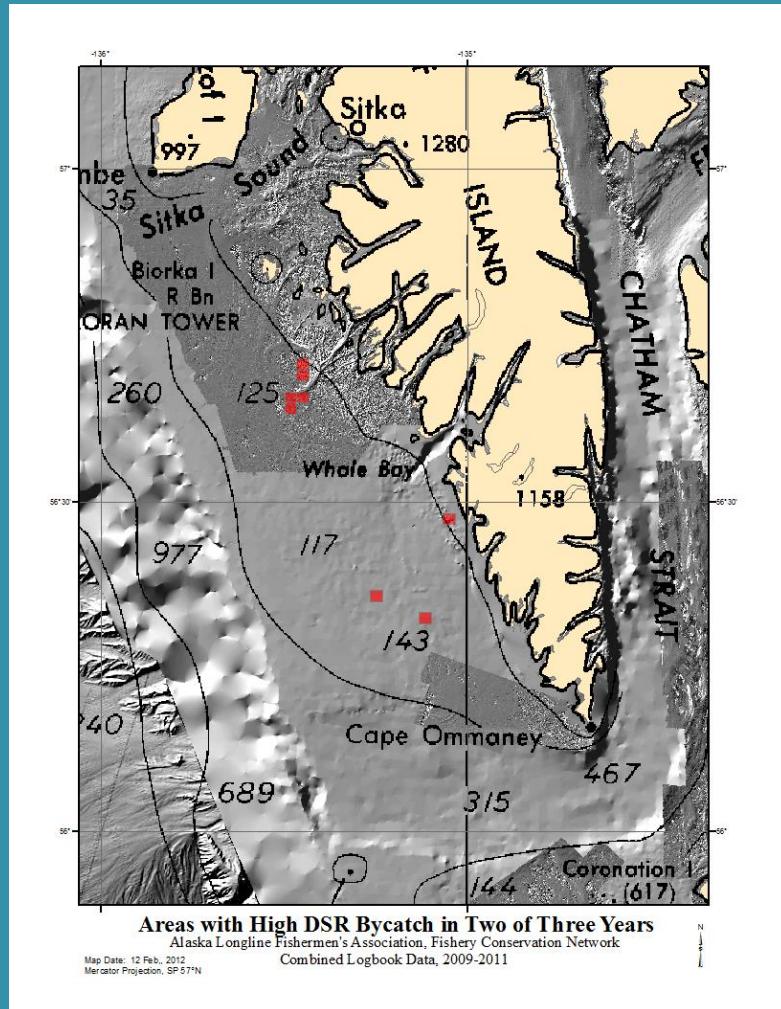 -136°
-135°
Sitka
997
1280
57°
57°
nbe
Sound
35
Sitka
ISLAND
Biorka I
R Bn
ORAN TOWER
CHATHAM
260
125
Whale Bay
56°30'
1158
56°30'
117
977
STRAIT
143
Cape Ommaney
467
689
315
56°
56°
Coronation I
144
(617)
Areas with High DSR Bycatch in Two of Three Years
Alaska Longline Fishermen's Association, Fishery Conservation Network
Combined Logbook Data, 2009-2011
Map Date: 12 Feb., 2012
Mercator Projection, SP 57°N
N